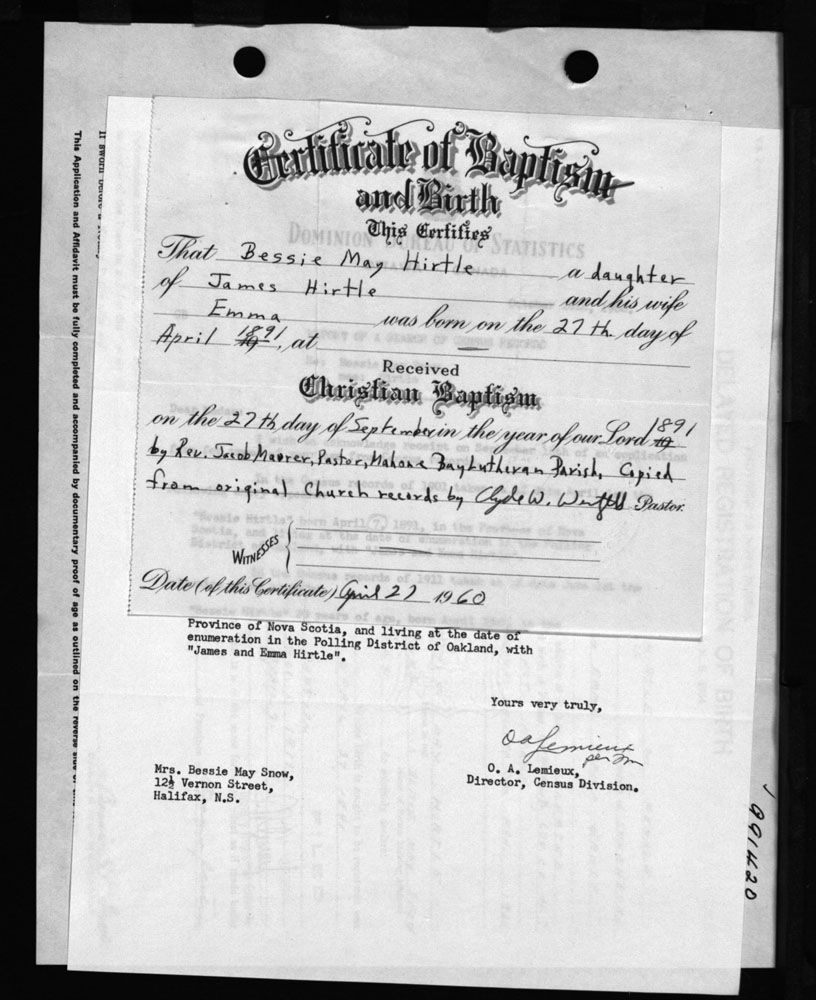 Certificate of Baptism
and Birth
This Certifies
DOMINION BUREAU OF STATISTICS
That Bessie May Hirtle a daughter
of James Hirtle and his wife
Emma was born on the 27th day of
April 1891, at
Received
Christian Baptism
on the 27th day of September in the year of our Lord 1891
by Rev. Jacob Maurer, Pastor, Mahone Bay Lutheran Parish, Copied
from original Church records by Clyde W. Pastor.
WITNESSES
Date (of this Certificate) April 27 1960
Province of Nova Scotia, and living at the date of
enumeration in the Polling District of Oakland, with
"James and Emma Hirtle".
Yours very truly,
O A Lemieux
per
O. A. Lemieux,
Director, Census Division.
Mrs. Bessie May Snow,
12½ Vernon Street,
Halifax, N.S.
This Application and Affidavit must be fully completed and accompanied by documentary proof of age as outlined on the reverse side of
If sworn before a
991420